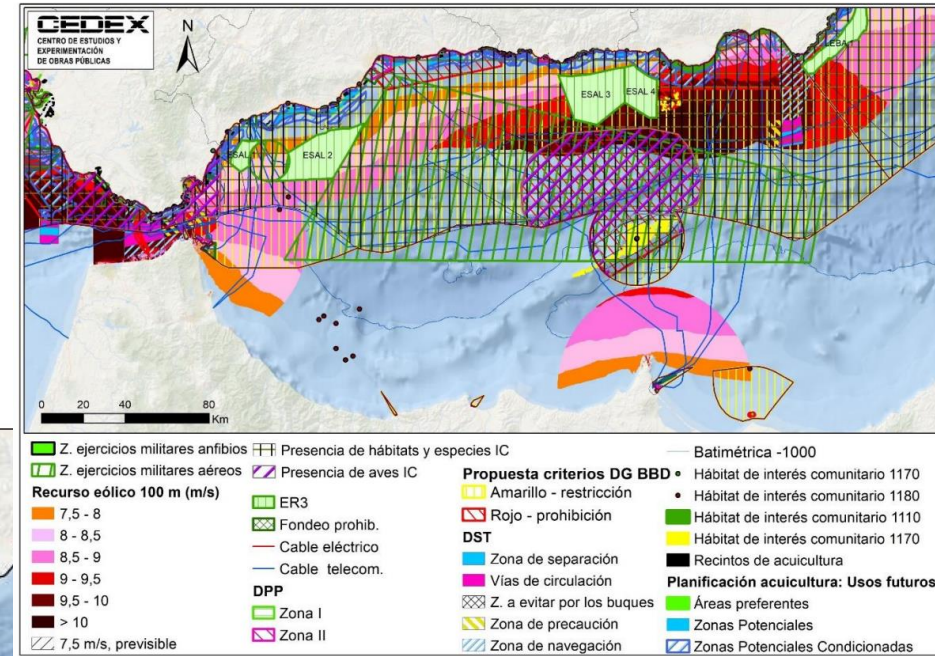 CEDEX
CENTRO DE ESTUDIOS Y
EXPERIMENTACIÓN
DE OBRAS PÚBLICAS
N
ESAL 2
ESAL 3
ESAL 4
LEBA 1
0 20 40 80
Km
Z. ejercicios militares anfibios
Z. ejercicios militares aéreos
Recurso eólico 100 m (m/s)
7,5 - 8
8 - 8,5
8,5 - 9
9 - 9,5
9,5 - 10
> 10
7,5 m/s, previsible
Presencia de hábitats y especies IC
Presencia de aves IC
ER3
Fondeo prohib.
Cable eléctrico
Cable telecom.
DPP
Zona I
Zona II
Propuesta criterios DG BBD
Amarillo - restricción
Rojo - prohibición
DST
Zona de separación
Vías de circulación
Z. a evitar por los buques
Zona de precaución
Zona de navegación
Batimétrica -1000
Hábitat de interés comunitario 1170
Hábitat de interés comunitario 1180
Hábitat de interés comunitario 1110
Hábitat de interés comunitario 1170
Recintos de acuicultura
Planificación acuicultura: Usos futuros
Áreas preferentes
Zonas Potenciales
Zonas Potenciales Condicionadas